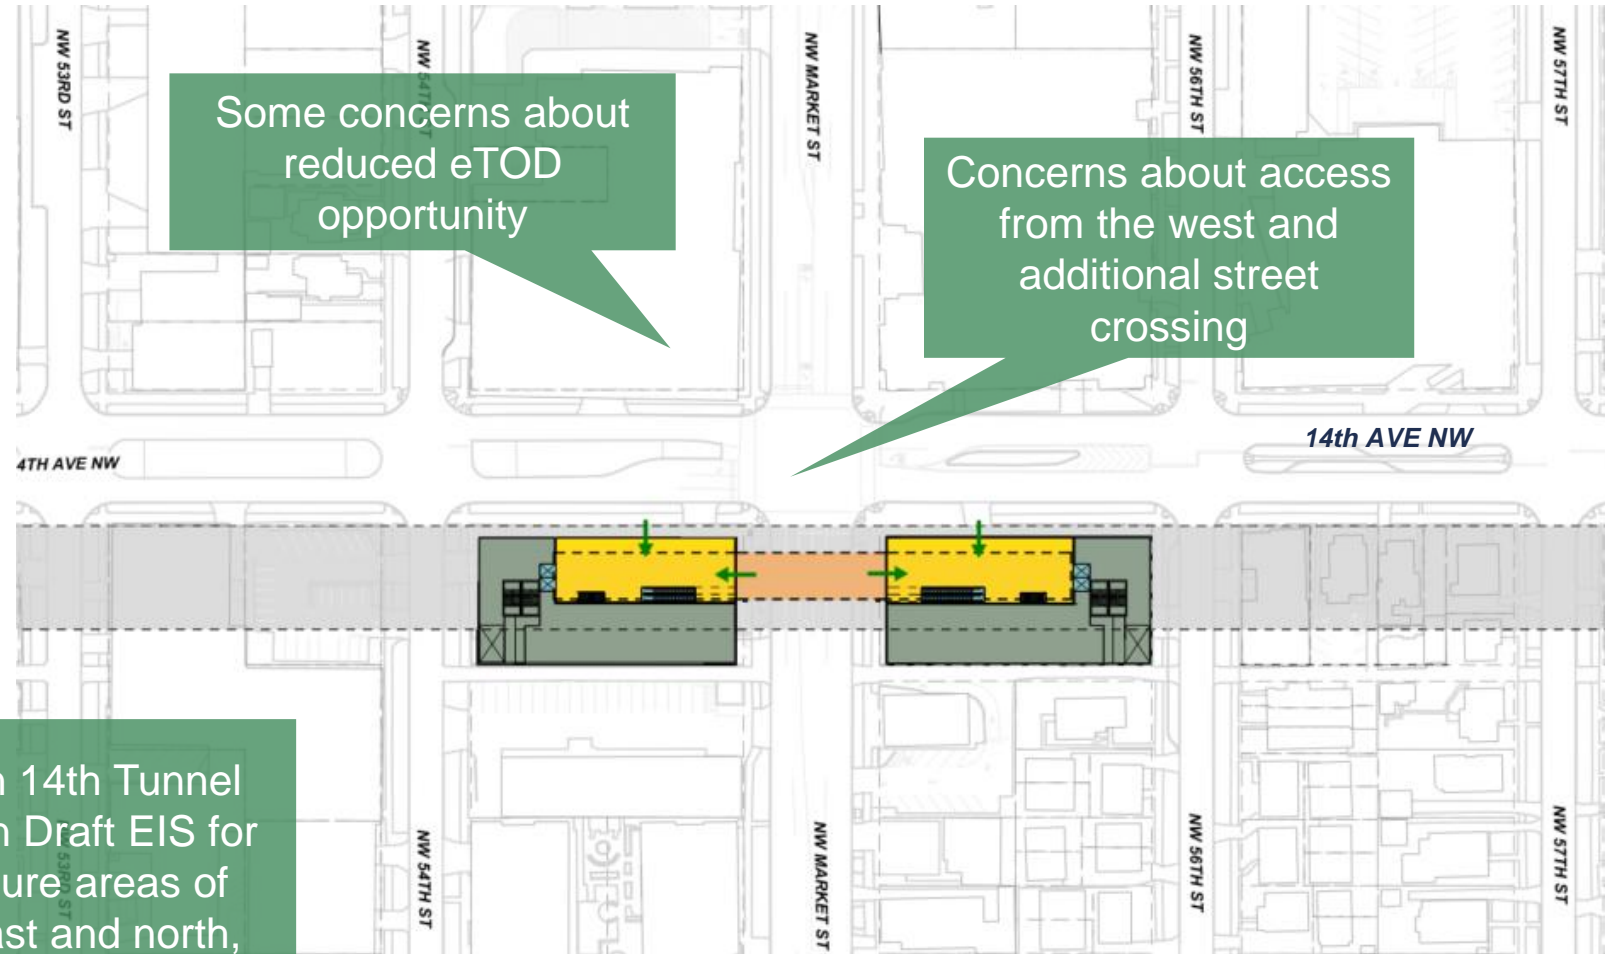 NW 53RD ST
NW 54TH ST
NW MARKET ST
NW 56TH ST
NW 57TH ST
Some concerns about
reduced eTOD
opportunity
Concerns about access
from the west and
additional street
crossing
14th AVE NW
4TH AVE NW
14th Tunnel
Draft EIS for
areas of
and north,
NW 53RD ST
NW 54TH ST
NW MARKET ST
NW 56TH ST
NW 57TH ST